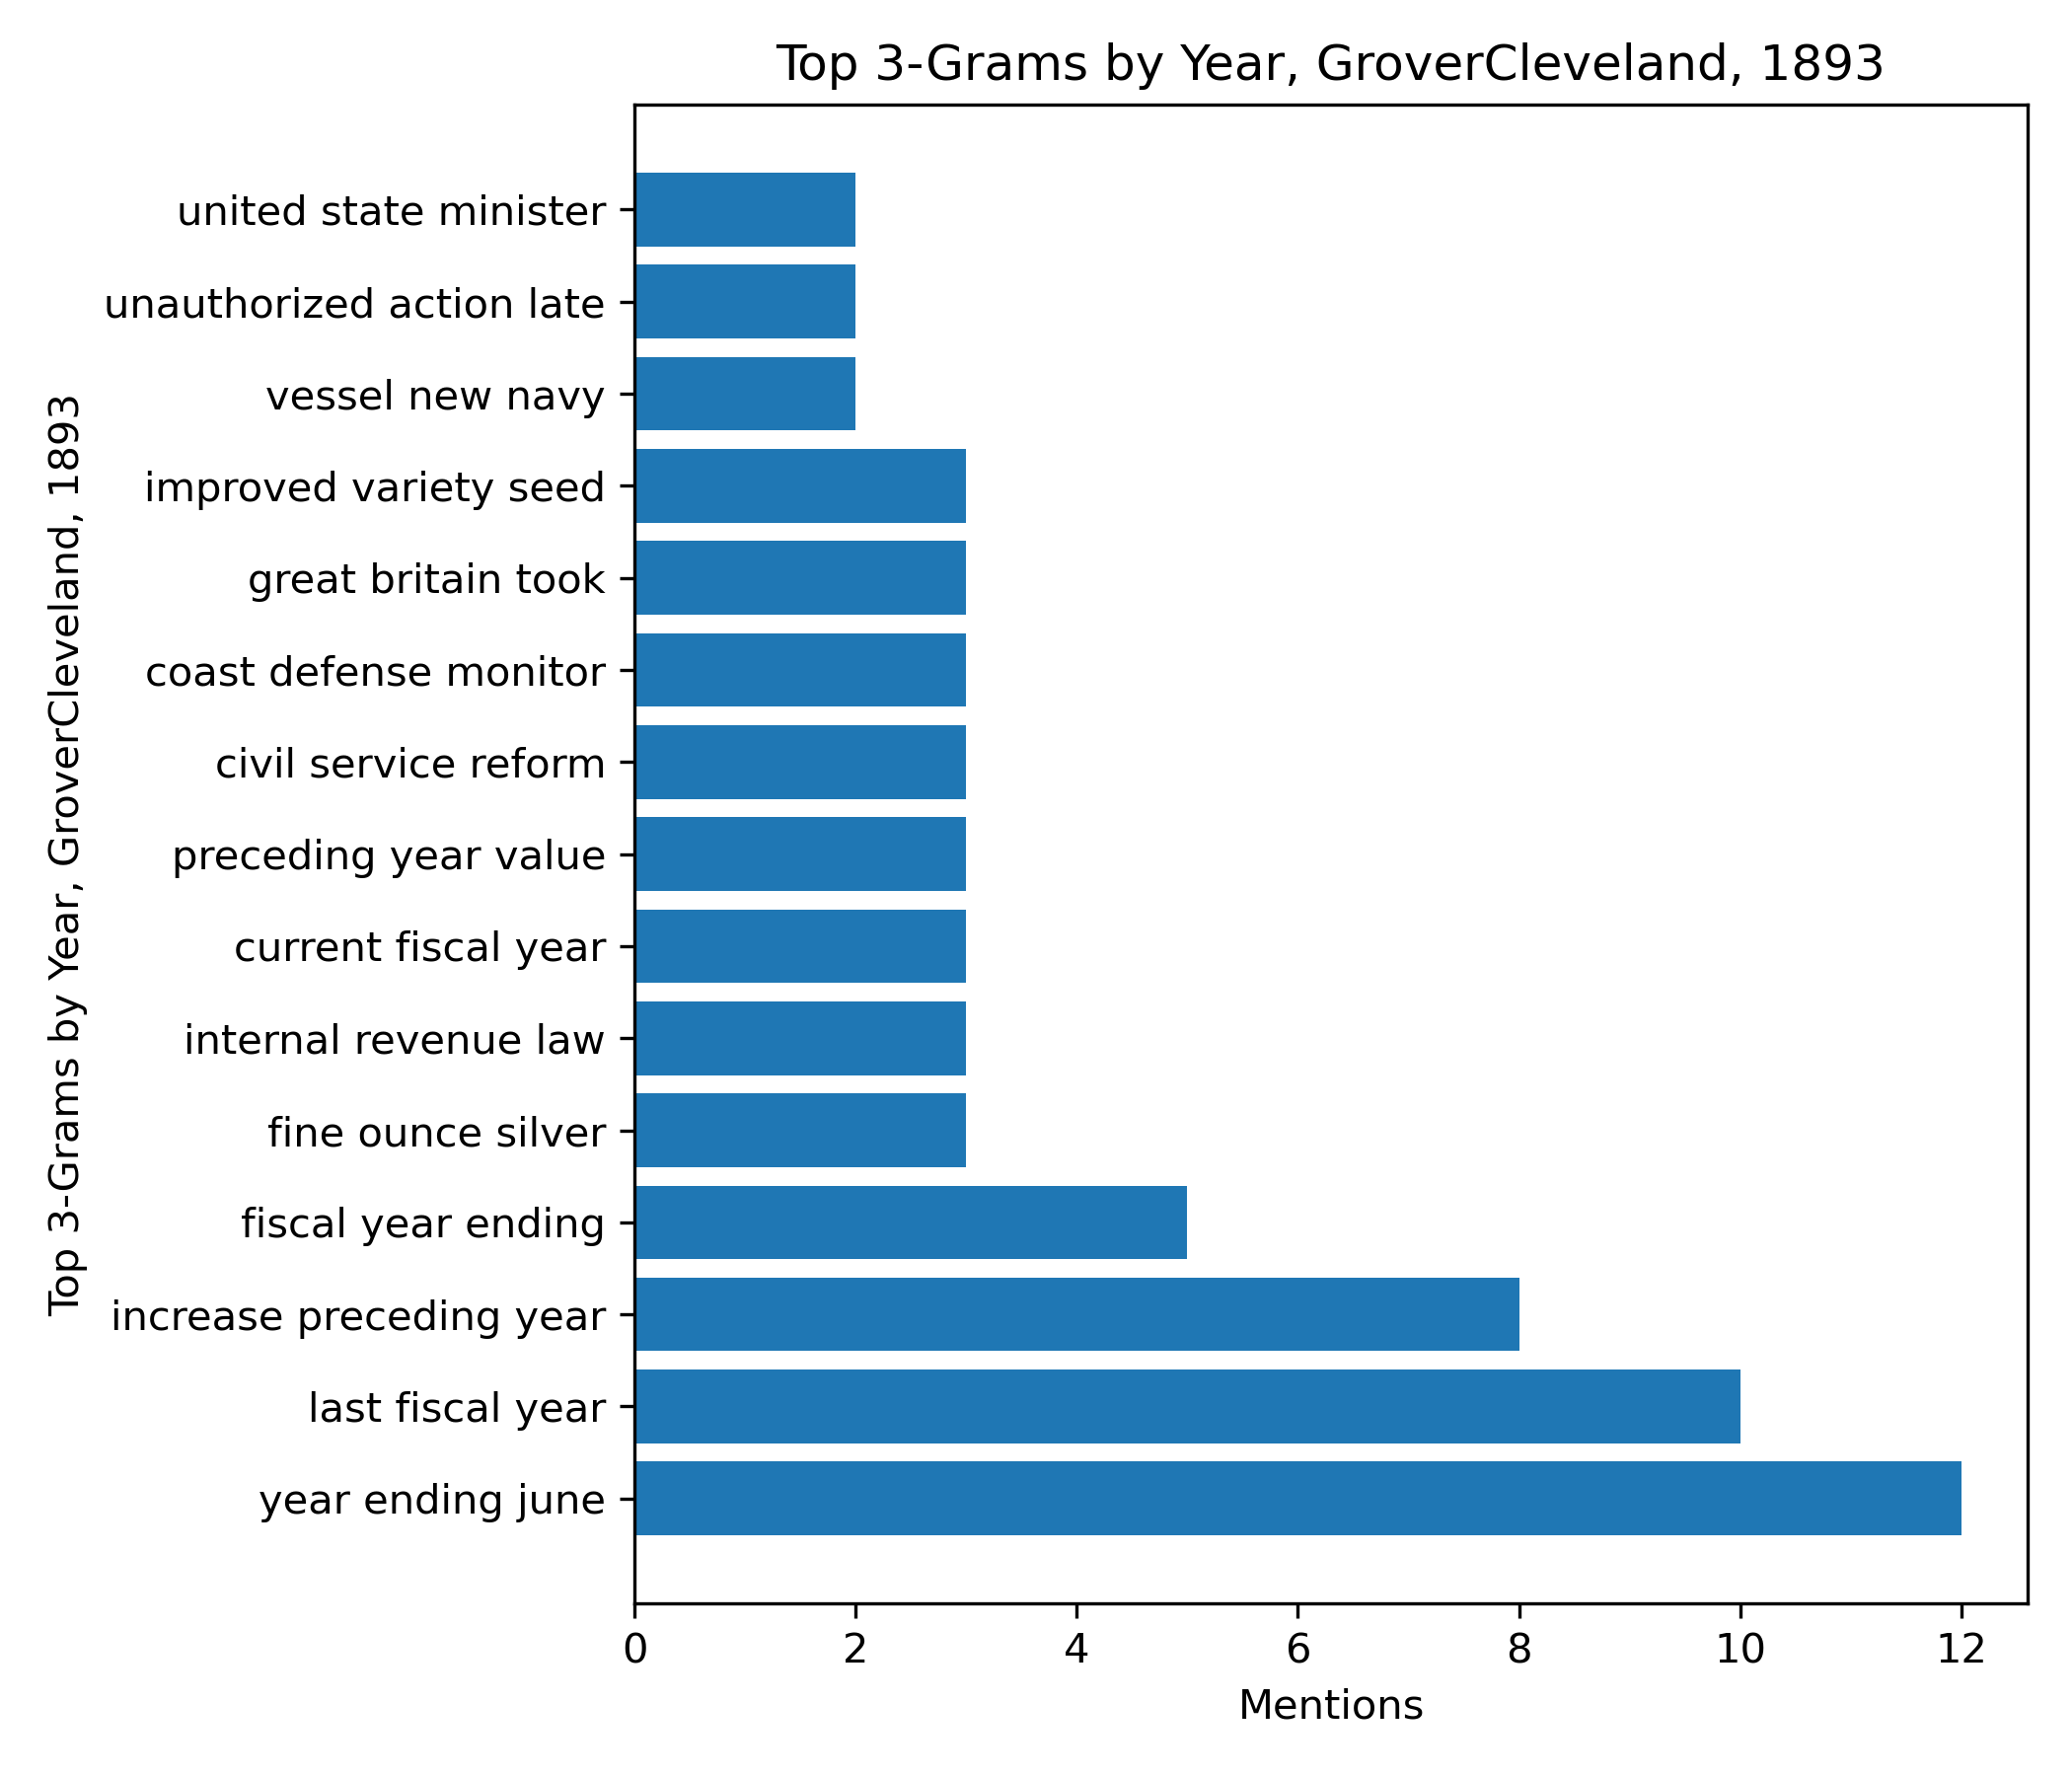 Top 3-Grams by Year, GroverCleveland, 1893
Top 3-Grams by Year, GroverCleveland, 1893
united state minister
unauthorized action late
vessel new navy
improved variety seed
great britain took
coast defense monitor
civil service reform
preceding year value
current fiscal year
internal revenue law
fine ounce silver
fiscal year ending
increase preceding year
last fiscal year
year ending june
0 2 4 6 8 10 12
Mentions